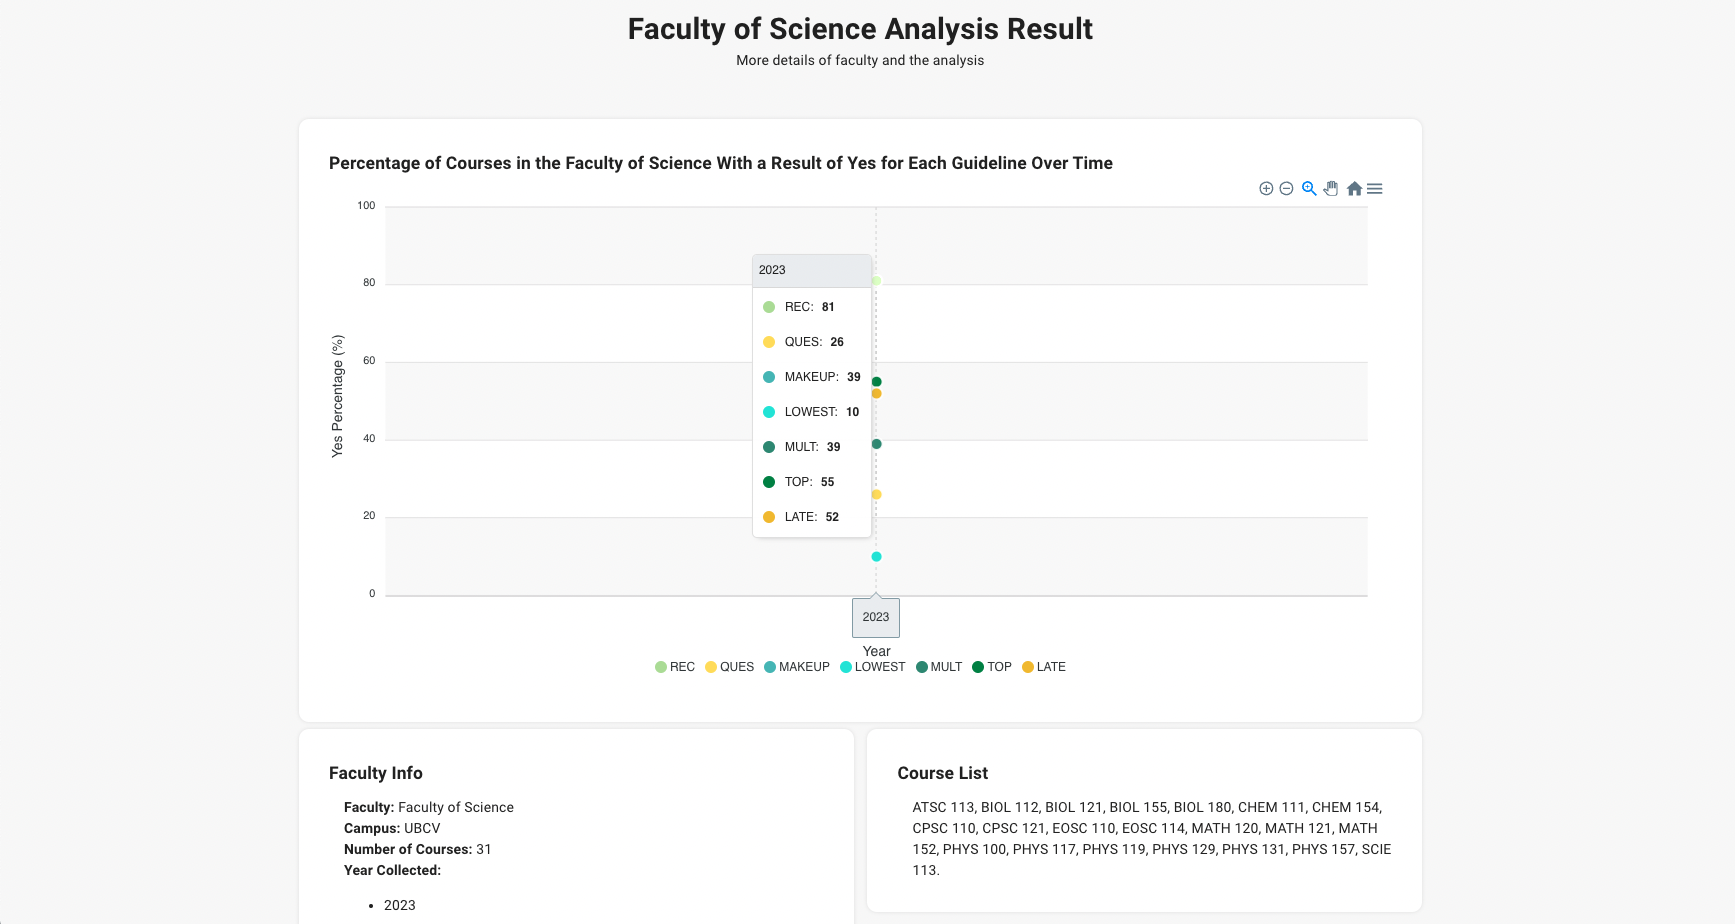 Faculty of Science Analysis Result
More details of faculty and the analysis
Percentage of Courses in the Faculty of Science With a Result of Yes for Each Guideline Over Time
100
80
60
40
20
0
Yes Percentage (%)
2023
REC: 81
QUES: 26
MAKEUP: 39
LOWEST: 10
MULT: 39
TOP: 55
LATE: 52
2023
Year
REC QUES MAKEUP LOWEST MULT TOP LATE
Faculty Info
Faculty: Faculty of Science
Campus: UBCV
Number of Courses: 31
Year Collected:
• 2023
Course List
ATSC 113, BIOL 112, BIOL 121, BIOL 155, BIOL 180, CHEM 111, CHEM 154,
CPSC 110, CPSC 121, EOSC 110, EOSC 114, MATH 120, MATH 121, MATH
152, PHYS 100, PHYS 117, PHYS 119, PHYS 129, PHYS 131, PHYS 157, SCIE
113.